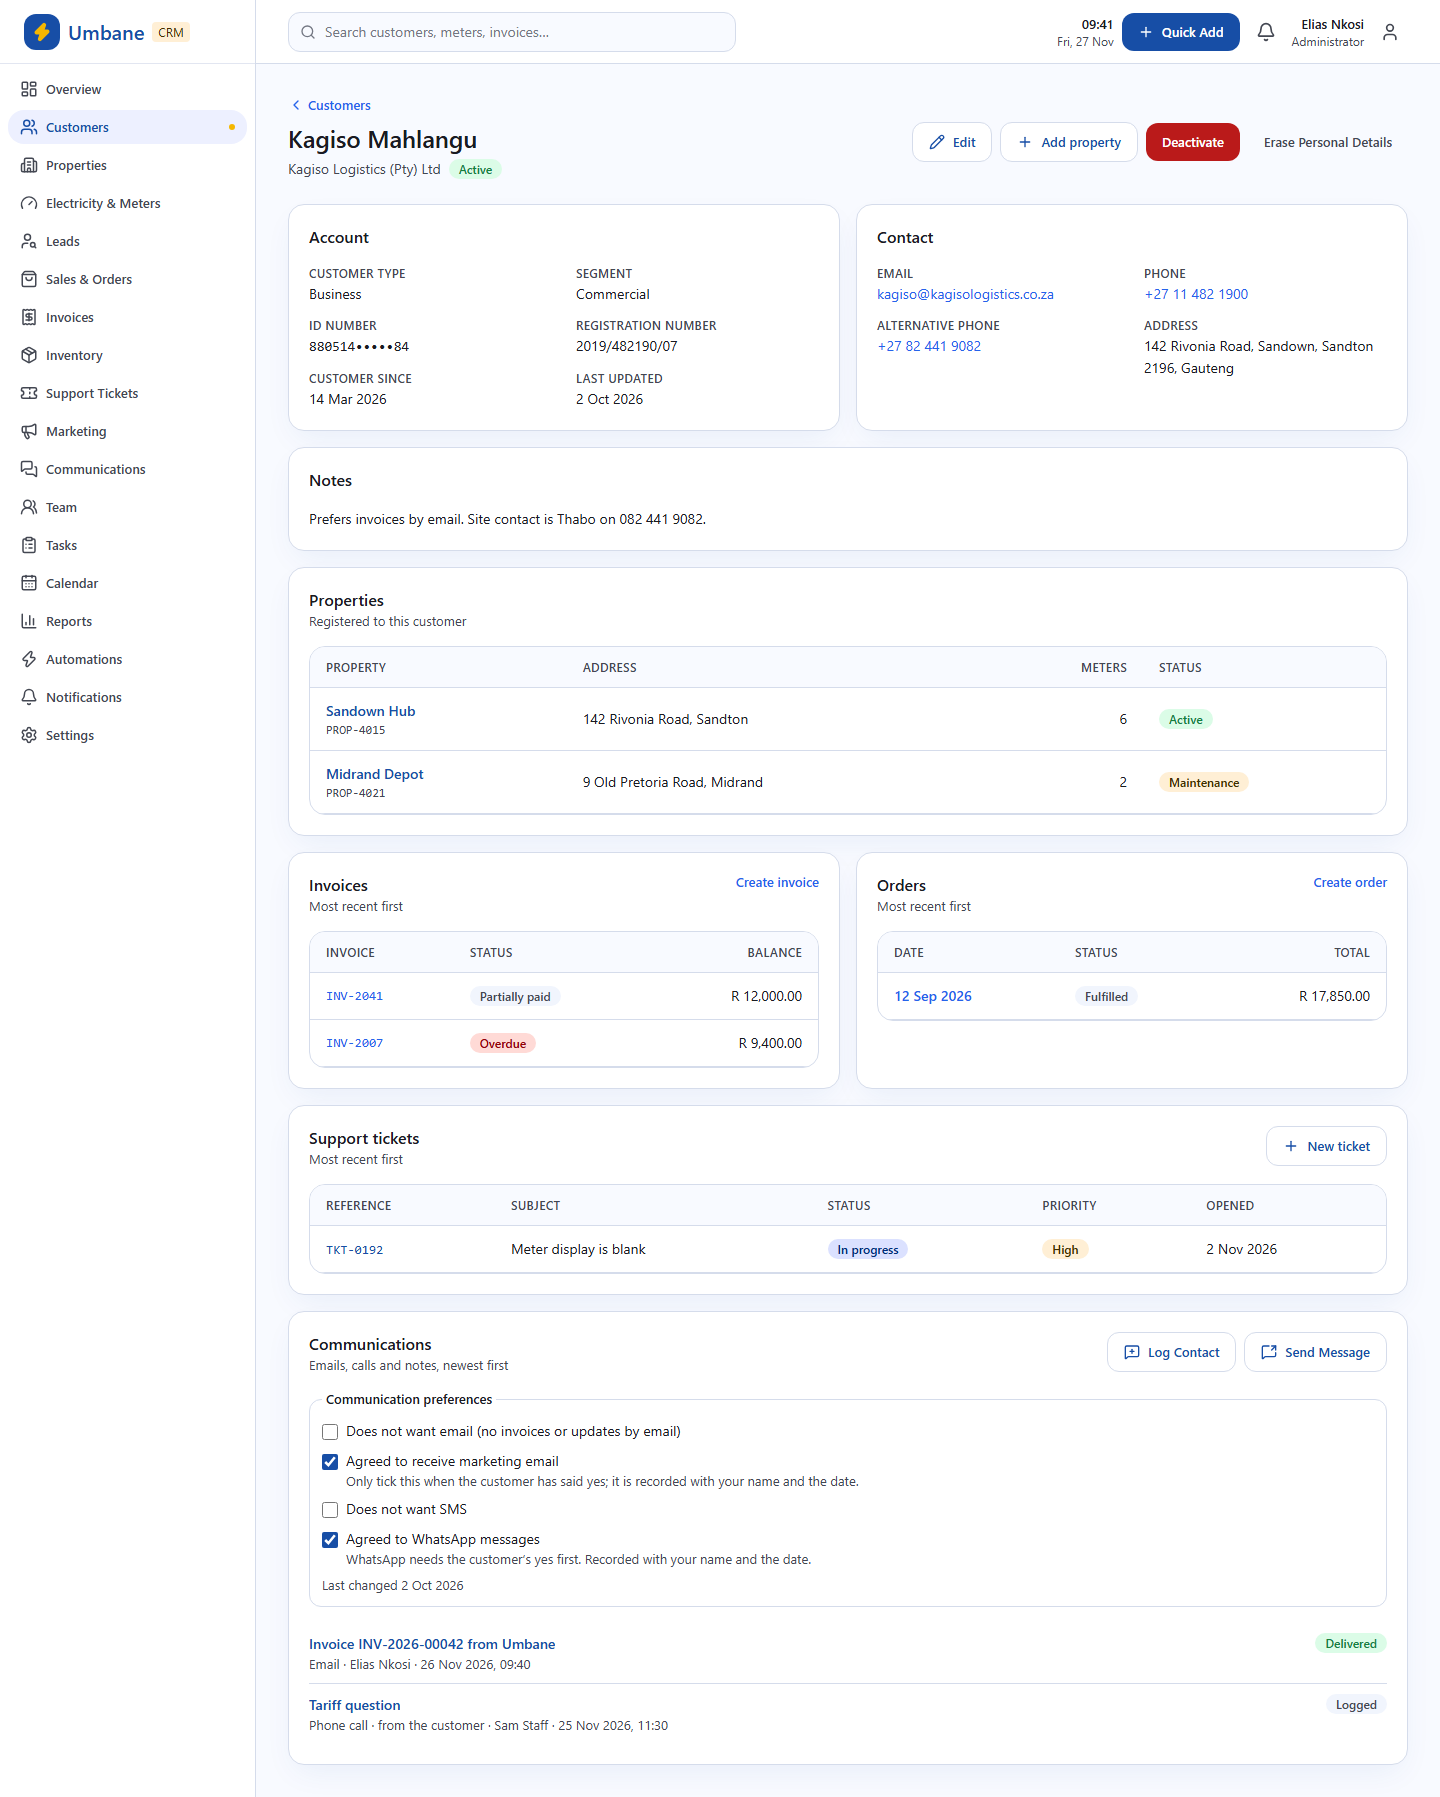 Umbane CRM
Search customers, meters, invoices...
09:41
Fri, 27 Nov
Quick Add
Elias Nkosi
Administrator
Overview
Customers
Properties
Electricity & Meters
Leads
Sales & Orders
Invoices
Inventory
Support Tickets
Marketing
Communications
Team
Tasks
Calendar
Reports
Automations
Notifications
Settings
Customers
Kagiso Mahlangu
Kagiso Logistics (Pty) Ltd Active
Edit
Add property
Deactivate
Erase Personal Details
Account
CUSTOMER TYPE
Business
SEGMENT
Commercial
ID NUMBER
880514•••••84
REGISTRATION NUMBER
2019/482190/07
CUSTOMER SINCE
14 Mar 2026
LAST UPDATED
2 Oct 2026
Contact
EMAIL
kagiso@kagisologistics.co.za
PHONE
+27 11 482 1900
ALTERNATIVE PHONE
+27 82 441 9082
ADDRESS
142 Rivonia Road, Sandown, Sandton
2196, Gauteng
Notes
Prefers invoices by email. Site contact is Thabo on 082 441 9082.
Properties
Registered to this customer
PROPERTY ADDRESS METERS STATUS
Sandown Hub
PROP-4015
142 Rivonia Road, Sandton 6 Active
Midrand Depot
PROP-4021
9 Old Pretoria Road, Midrand 2 Maintenance
Invoices
Most recent first
Create invoice
INVOICE STATUS BALANCE
INV-2041 Partially paid R 12,000.00
INV-2007 Overdue R 9,400.00
Orders
Most recent first
Create order
DATE STATUS TOTAL
12 Sep 2026 Fulfilled R 17,850.00
Support tickets
Most recent first
New ticket
REFERENCE SUBJECT STATUS PRIORITY OPENED
TKT-0192 Meter display is blank In progress High 2 Nov 2026
Communications
Emails, calls and notes, newest first
Log Contact
Send Message
Communication preferences
Does not want email (no invoices or updates by email)
Agreed to receive marketing email
Only tick this when the customer has said yes; it is recorded with your name and the date.
Does not want SMS
Agreed to WhatsApp messages
WhatsApp needs the customer's yes first. Recorded with your name and the date.
Last changed 2 Oct 2026
Invoice INV-2026-00042 from Umbane
Delivered
Email · Elias Nkosi · 26 Nov 2026, 09:40
Tariff question
Logged
Phone call · from the customer · Sam Staff · 25 Nov 2026, 11:30